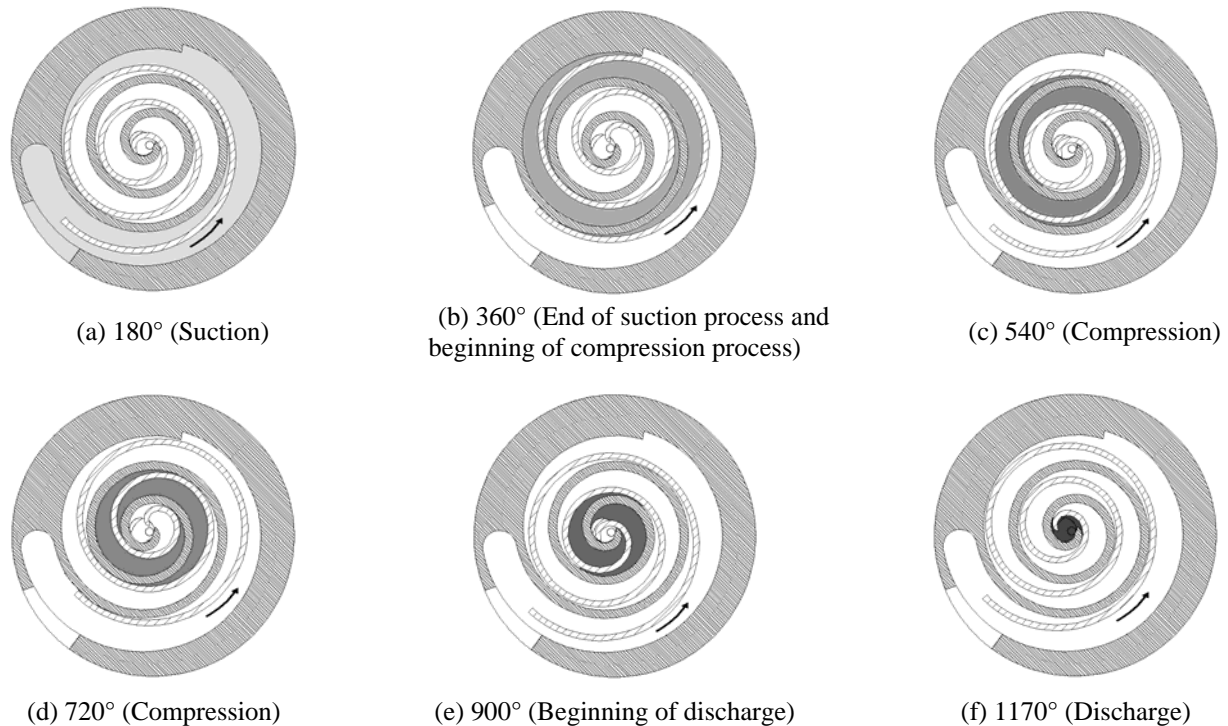 (a) 180° (Suction)
(b) 360° (End of suction process and
beginning of compression process)
(c) 540° (Compression)
(d) 720° (Compression)
(e) 900° (Beginning of discharge)
(f) 1170° (Discharge)